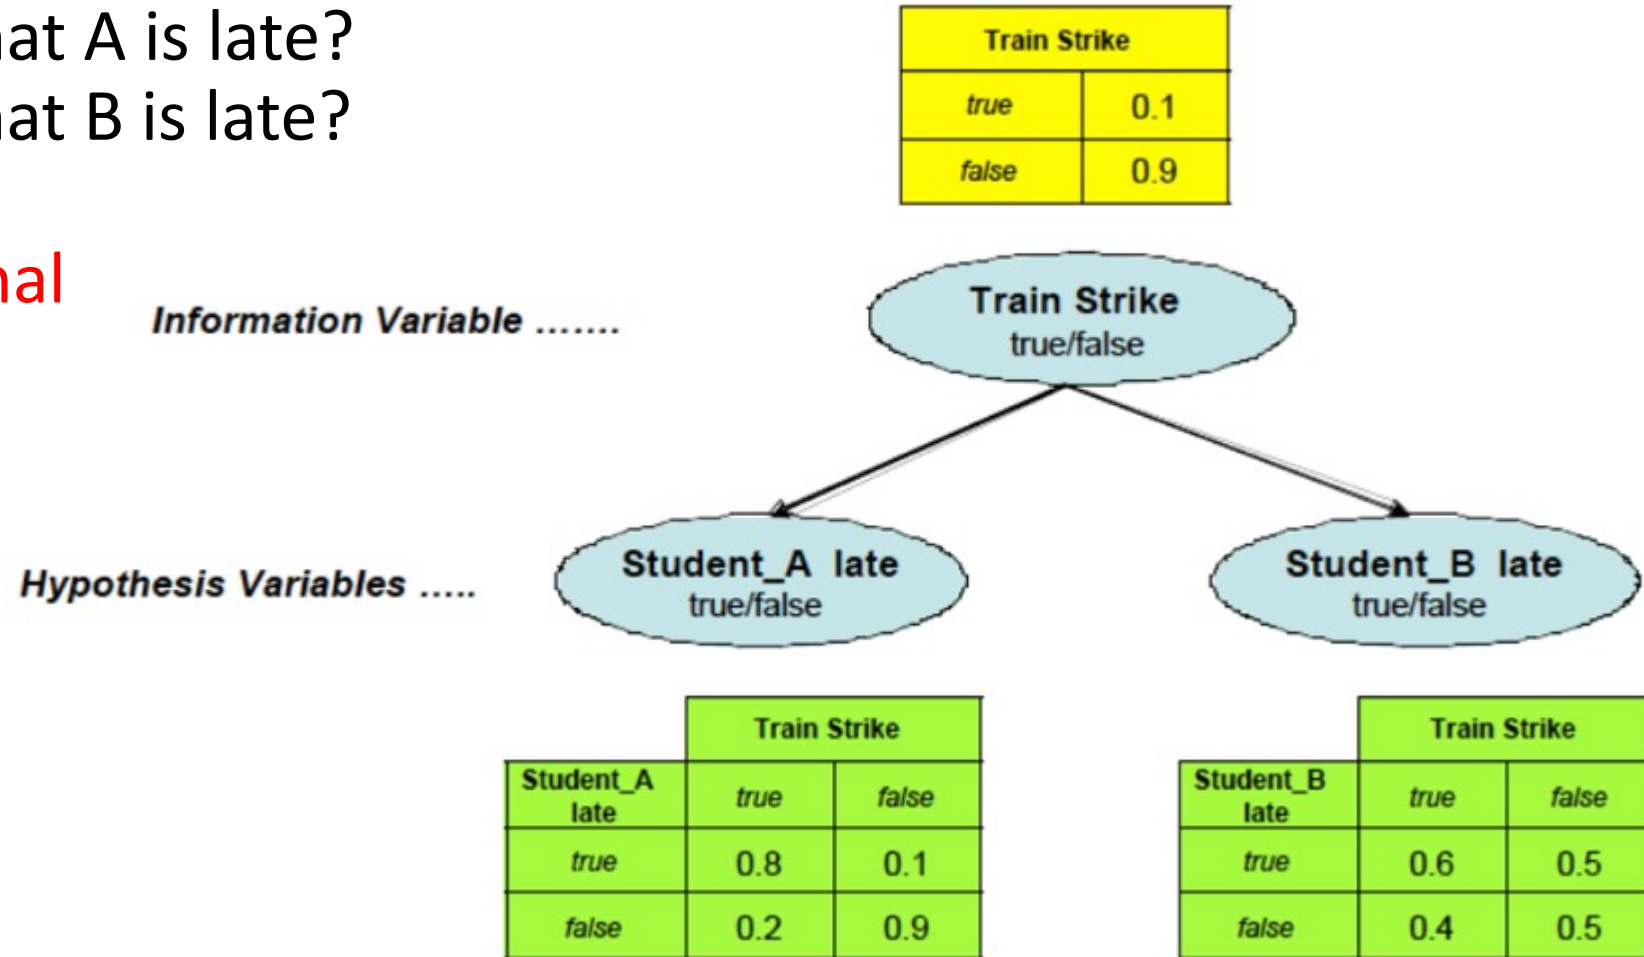 at A is late?
at B is late?
Train Strike
true 0.1
false 0.9
Information Variable .......
Train Strike
true/false
Hypothesis Variables .....
Student_A late
true/false
Student_B late
true/false
Train Strike
Student_A late true false
true 0.8 0.1
false 0.2 0.9
Train Strike
Student_B late true false
true 0.6 0.5
false 0.4 0.5